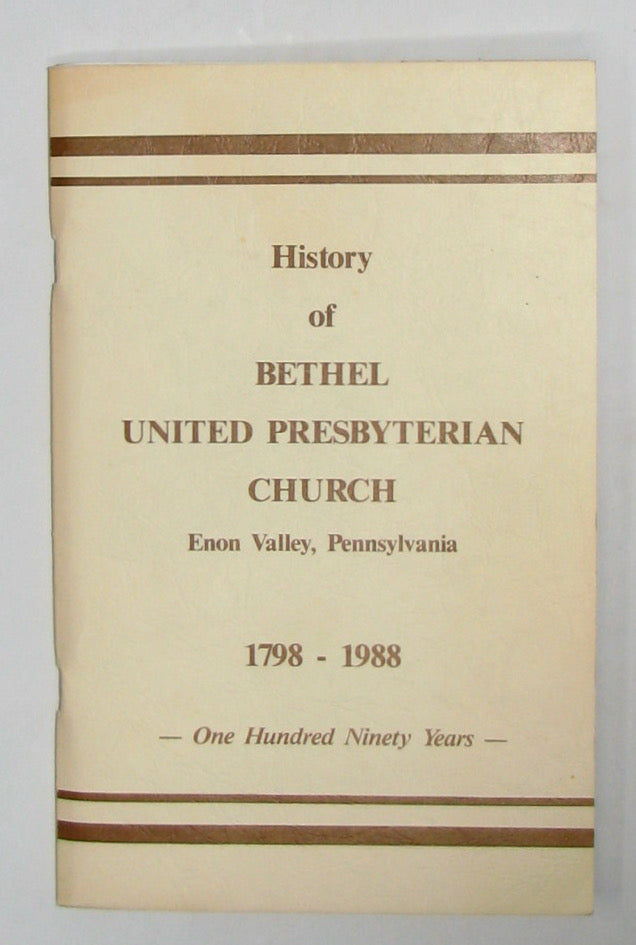 History
of
BETHEL
UNITED PRESBYTERIAN
CHURCH
Enon Valley, Pennsylvania
1798 - 1988
— One Hundred Ninety Years —